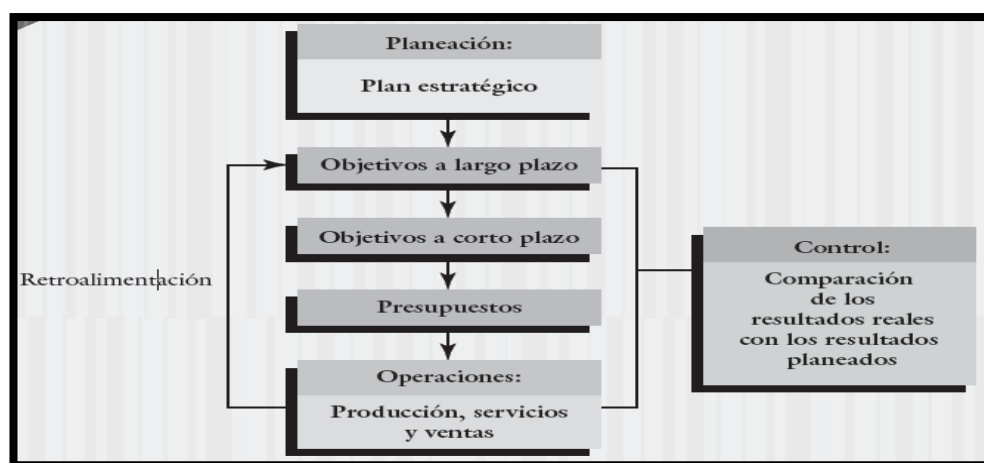 Planeación:
Plan estratégico
Objetivos a largo plazo
Objetivos a corto plazo
Presupuestos
Operaciones:
Producción, servicios
y ventas
Retroalimentación
Control:
Comparación
de los
resultados reales
con los resultados
planeados